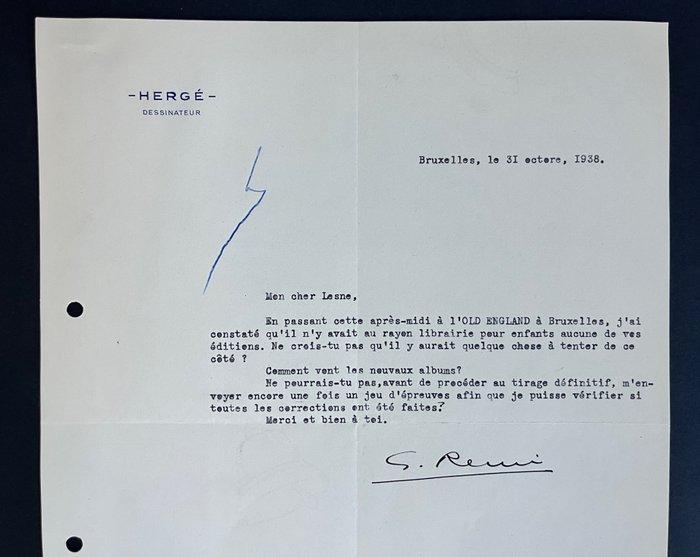 -HERGÉ-
DESSINATEUR
Bruxelles, le 3I octore, I938.
Mon cher Lesne,
En passant cette après-midi à l'OLD ENGLAND à Bruxelles, j'ai
constaté qu'il n'y avait au rayon librairie pour enfants aucune de vos
éditions. Ne crois-tu pas qu'il y aurait quelque chose à tenter de ce
côté ?
Comment vont les nouvaux albums?
Ne pourrais-tu pas,avant de procéder au tirage définitif, m'en-
voyer encore une fois un jeu d'épreuves afin que je puisse vérifier si
toutes les corrections ont été faites?
Merci et bien à toi.
G. Remi